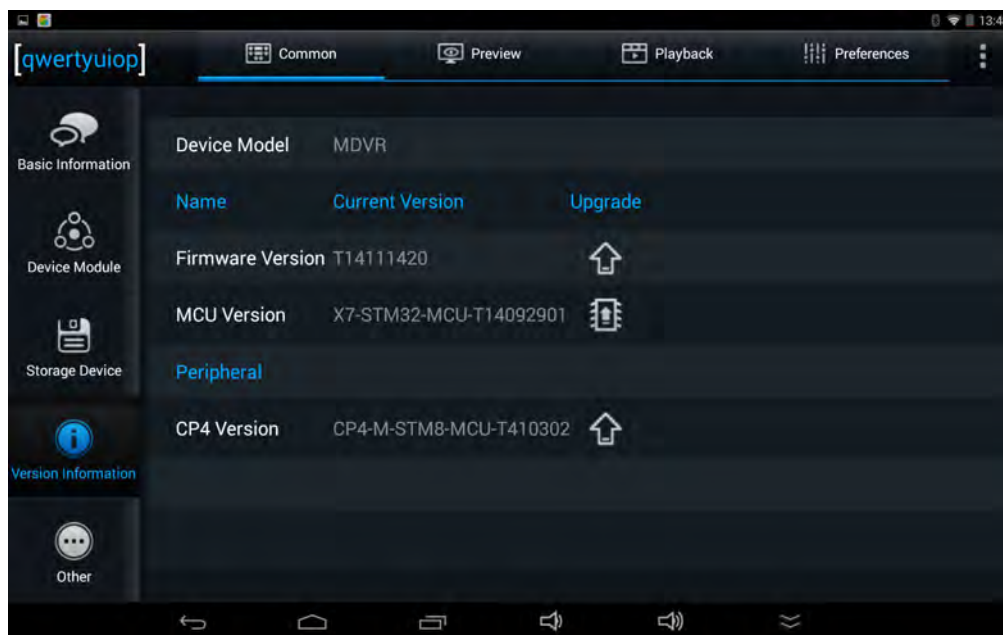 13:4
[qwertyuiop]
Common
Preview
Playback
Preferences
Basic Information
Device Module
Storage Device
Version Information
Other
Device Model MDVR
Name Current Version Upgrade
Firmware Version T14111420
MCU Version X7-STM32-MCU-T14092901
Peripheral
CP4 Version CP4-M-STM8-MCU-T410302